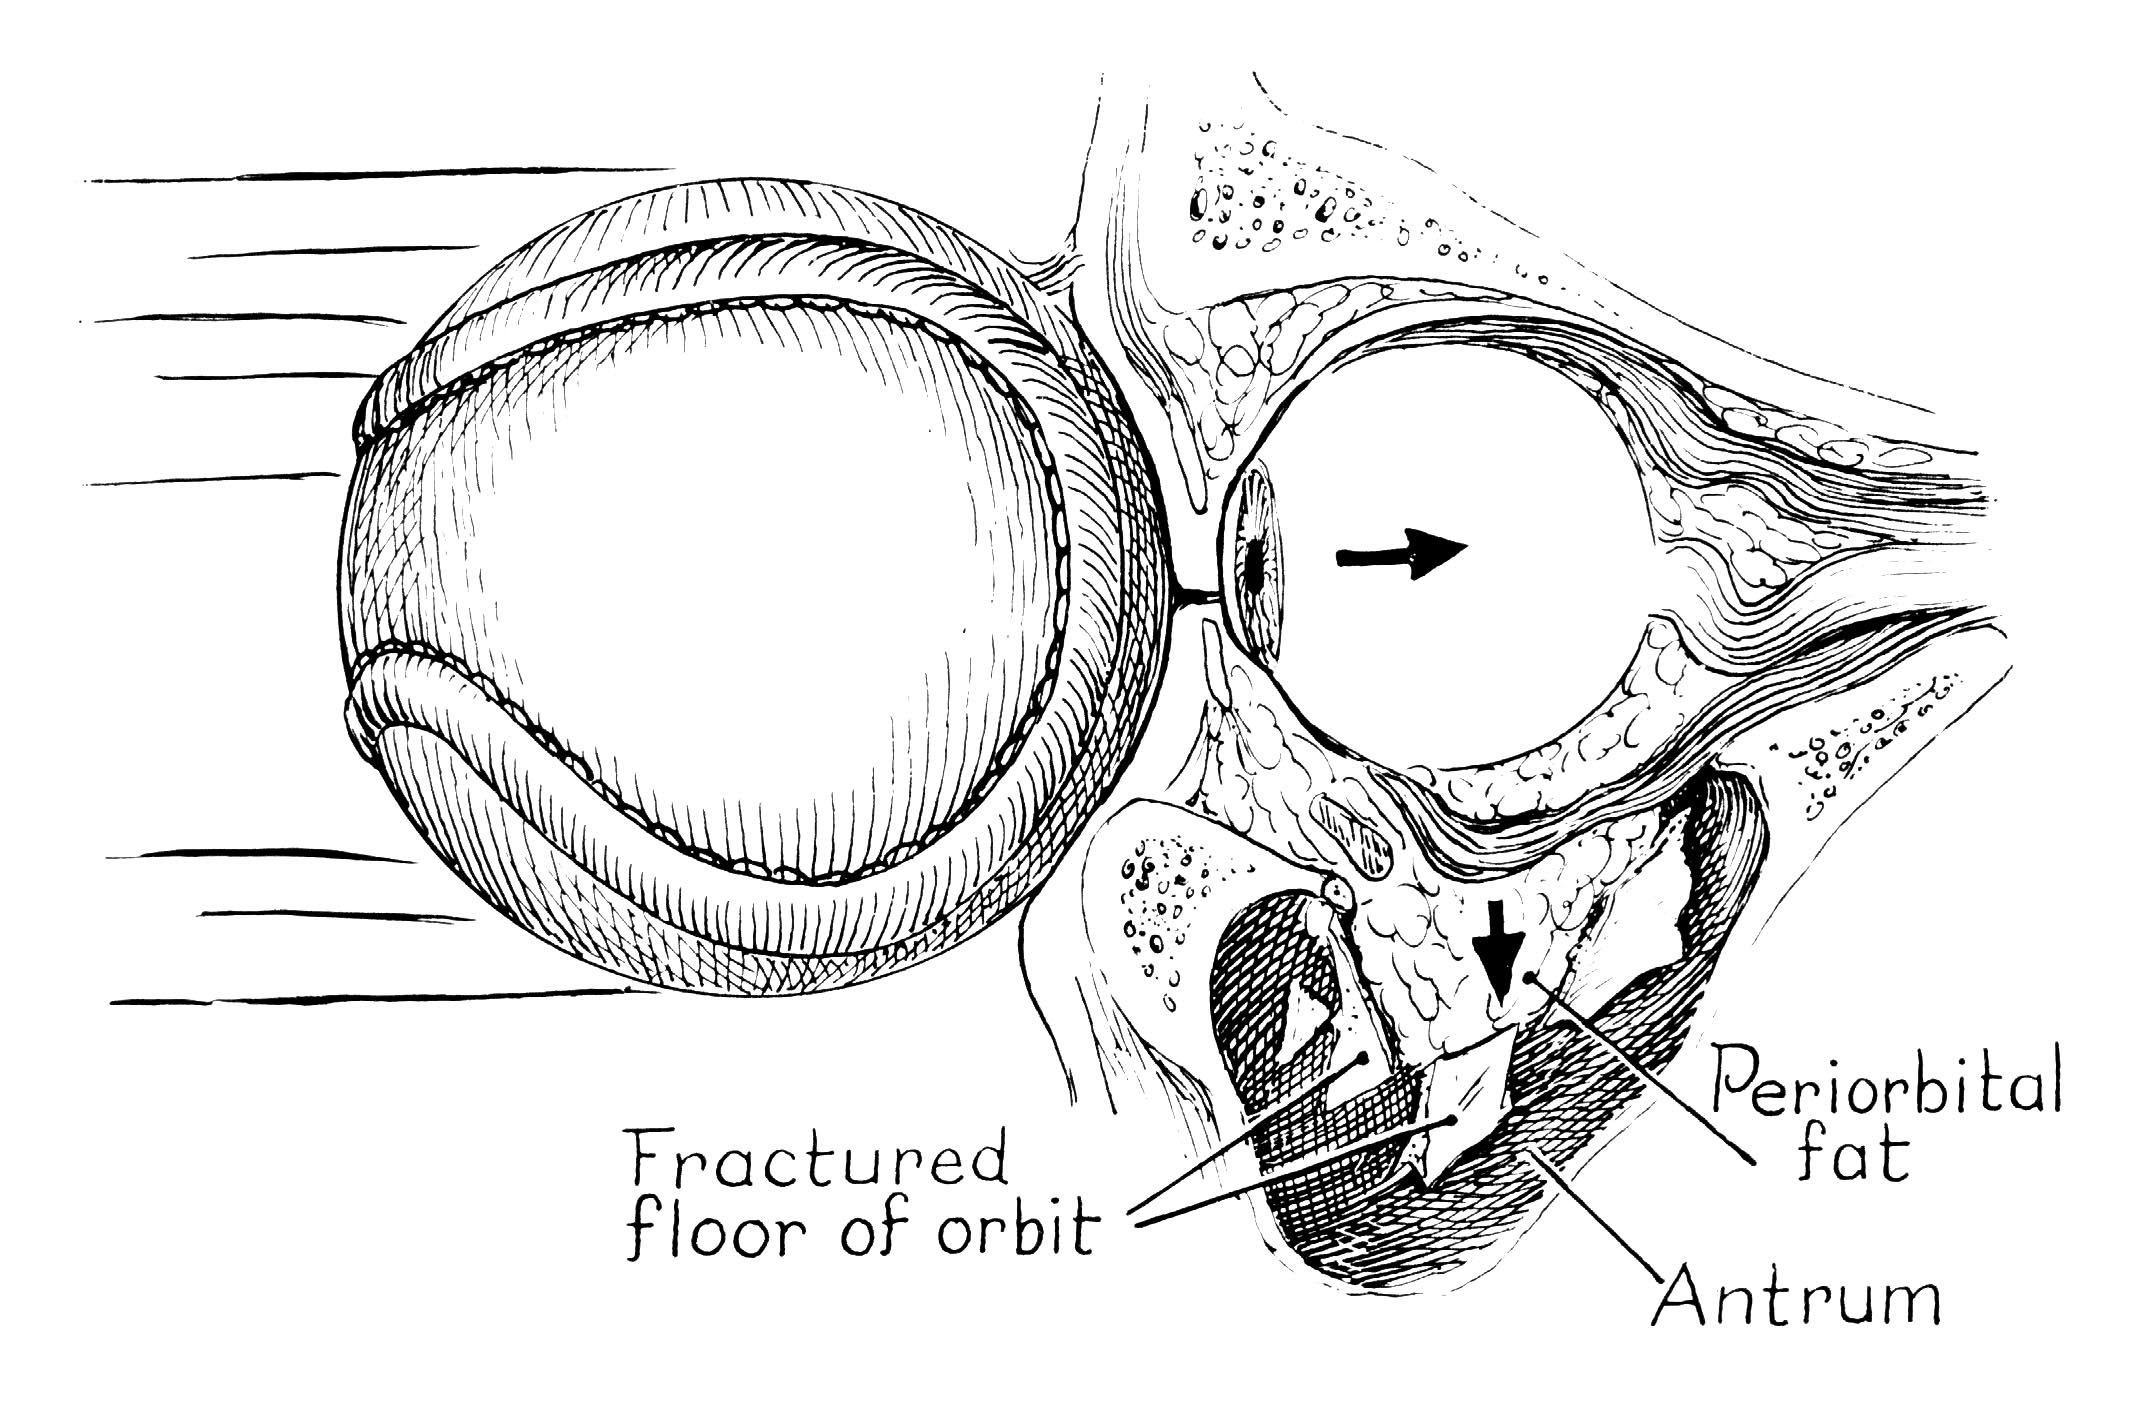 Periorbital
fat
Fractured
floor of orbit
Antrum